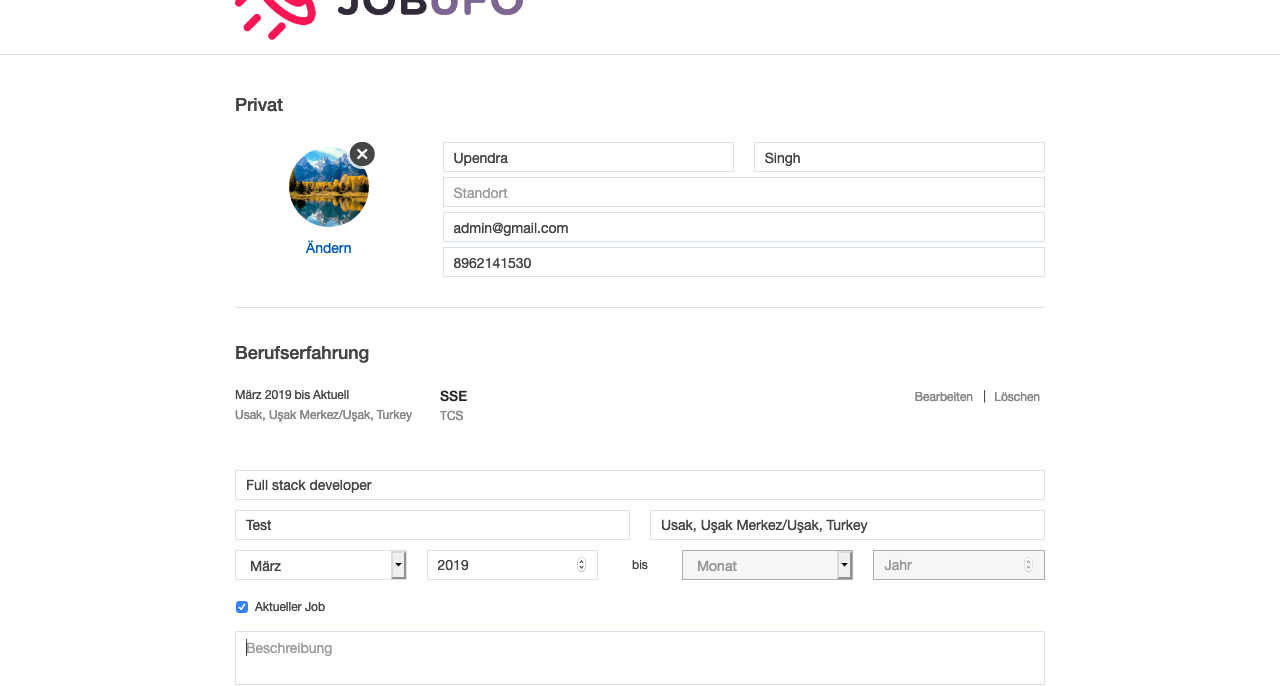 JOBUFO
Privat
Upendra
Singh
Standort
admin@gmail.com
8962141530
Ändern
Berufserfahrung
März 2019 bis Aktuell
SSE
Bearbeiten | Löschen
Usak, Uşak Merkez/Uşak, Turkey
TCS
Full stack developer
Test
Usak, Uşak Merkez/Uşak, Turkey
März
2019
bis
Monat
Jahr
Aktueller Job
Beschreibung